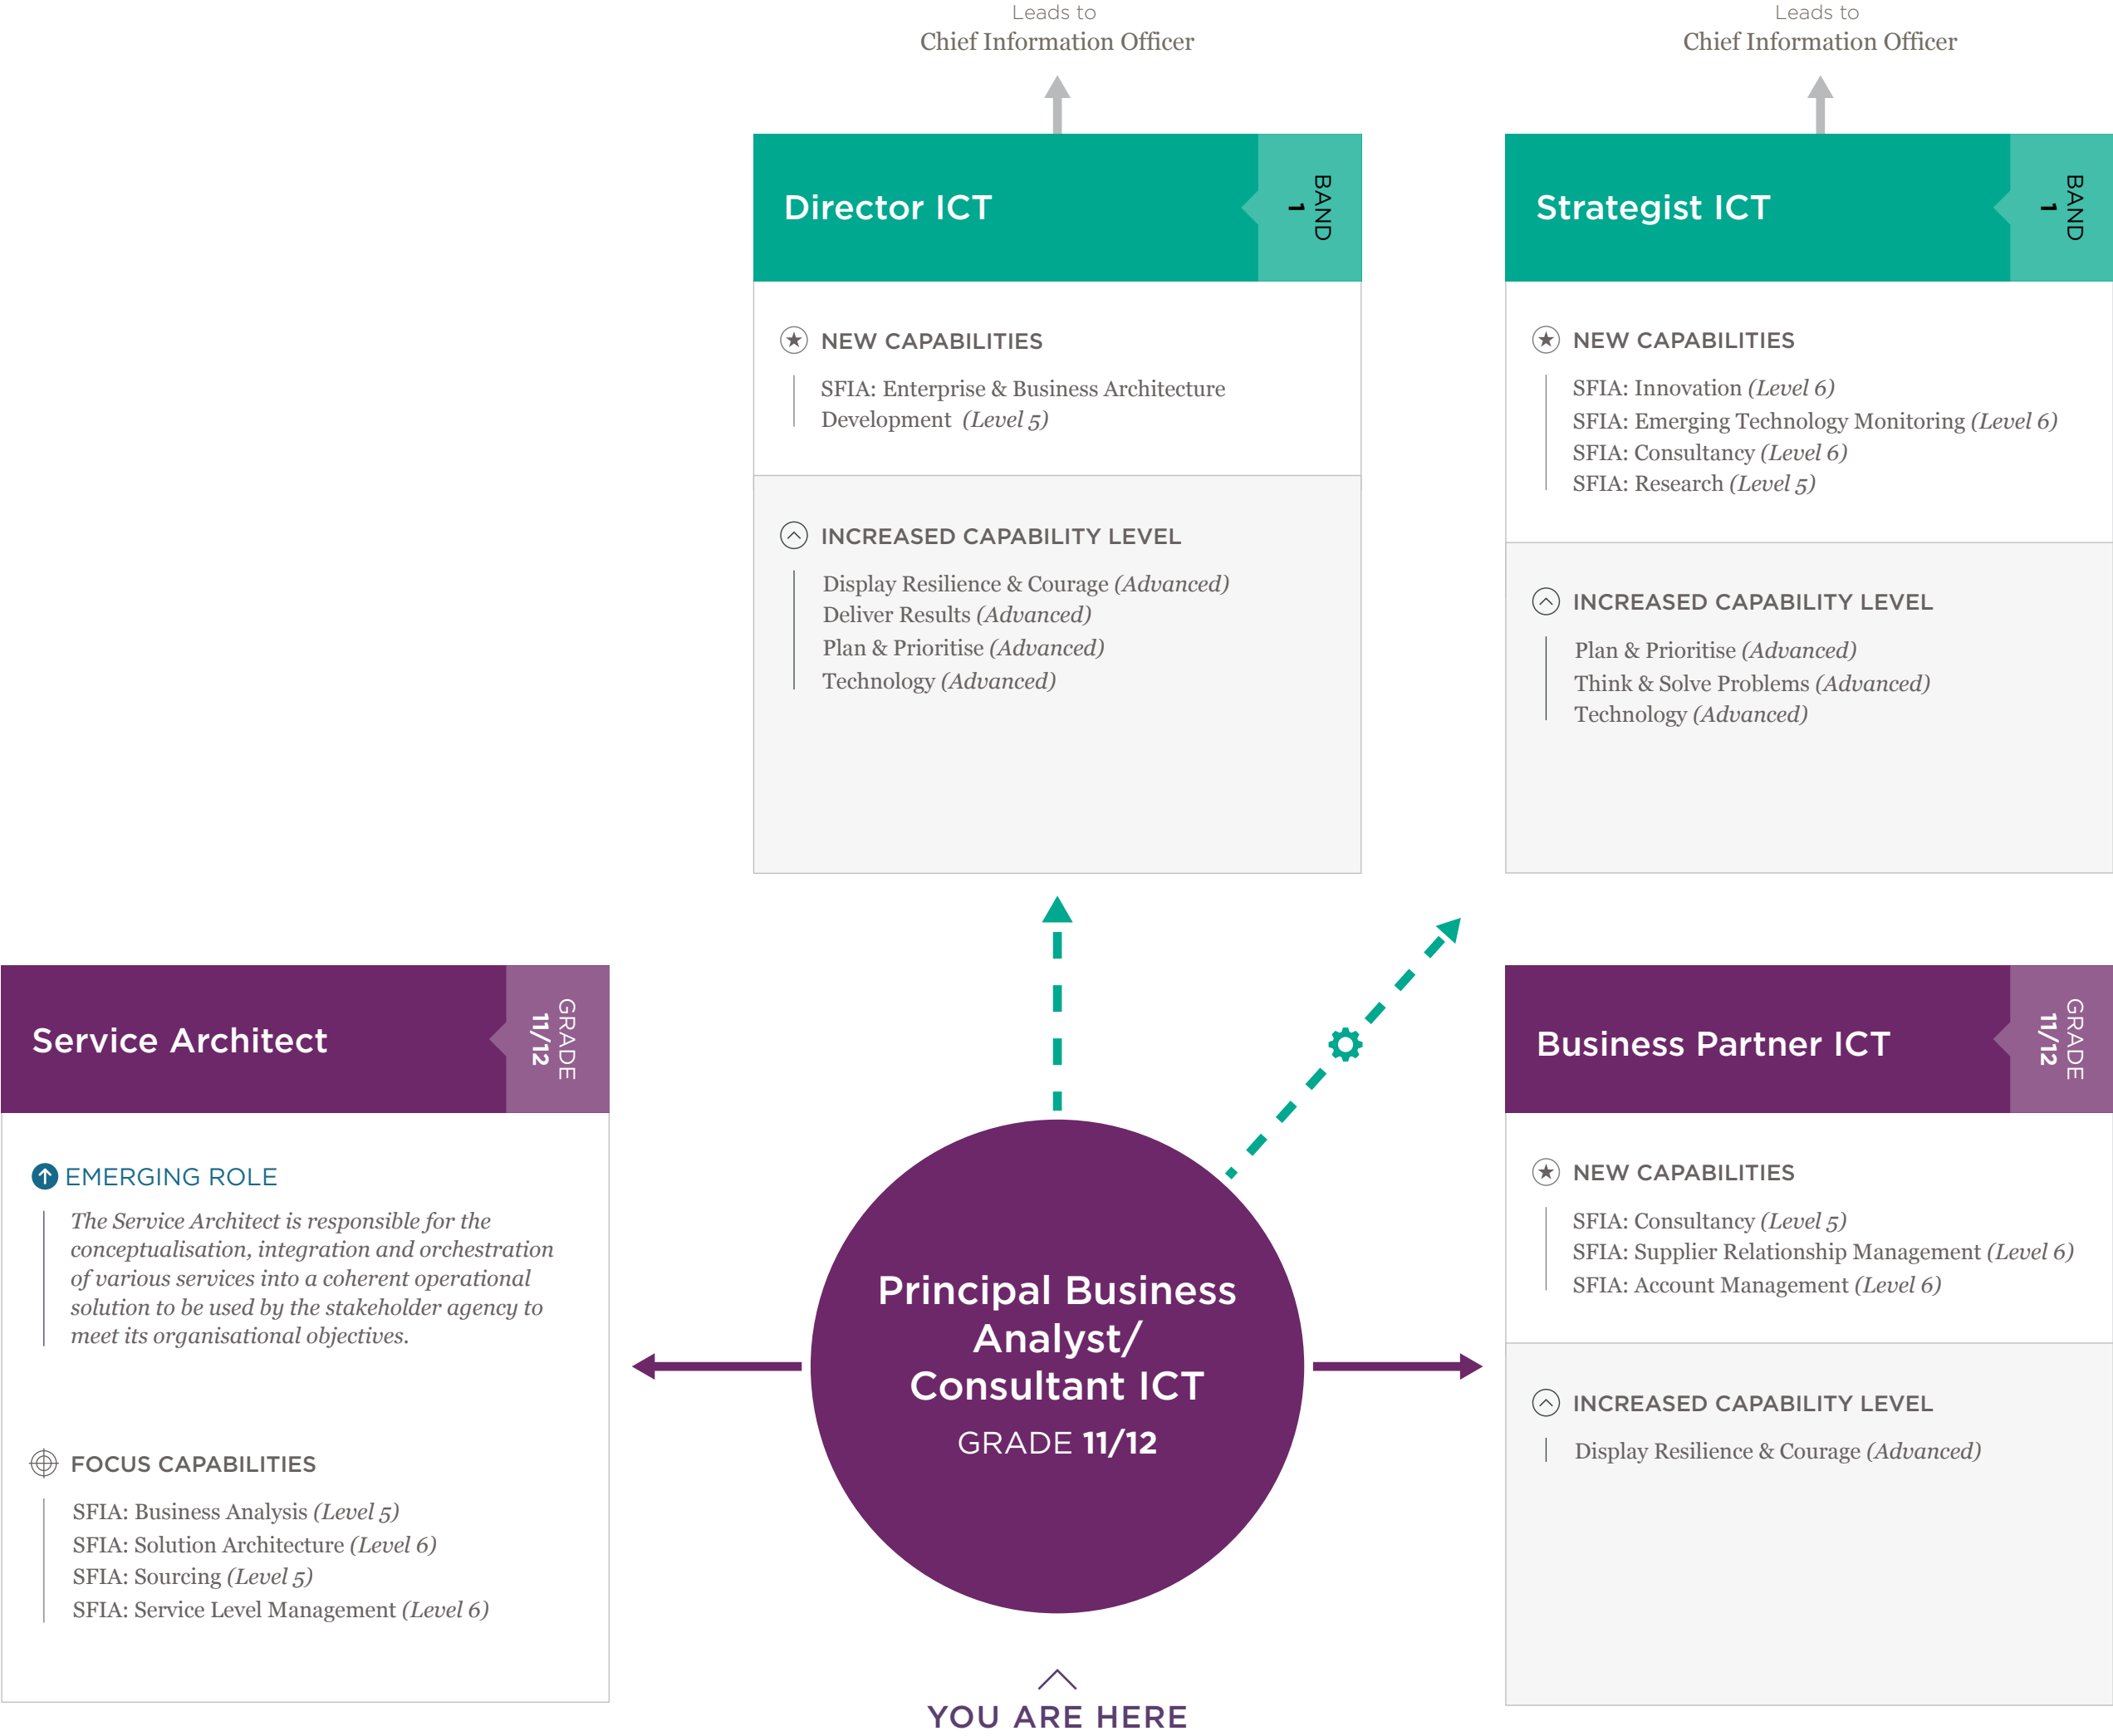 Leads to
Chief Information Officer
Leads to
Chief Information Officer
Director ICT
BAND
1
NEW CAPABILITIES
SFIA: Enterprise & Business Architecture
Development (Level 5)
INCREASED CAPABILITY LEVEL
Display Resilience & Courage (Advanced)
Deliver Results (Advanced)
Plan & Prioritise (Advanced)
Technology (Advanced)
Strategist ICT
BAND
1
NEW CAPABILITIES
SFIA: Innovation (Level 6)
SFIA: Emerging Technology Monitoring (Level 6)
SFIA: Consultancy (Level 6)
SFIA: Research (Level 5)
INCREASED CAPABILITY LEVEL
Plan & Prioritise (Advanced)
Think & Solve Problems (Advanced)
Technology (Advanced)
Service Architect
GRADE
11/12
EMERGING ROLE
The Service Architect is responsible for the
conceptualisation, integration and orchestration
of various services into a coherent operational
solution to be used by the stakeholder agency to
meet its organisational objectives.
FOCUS CAPABILITIES
SFIA: Business Analysis (Level 5)
SFIA: Solution Architecture (Level 6)
SFIA: Sourcing (Level 5)
SFIA: Service Level Management (Level 6)
Principal Business
Analyst/
Consultant ICT
GRADE 11/12
YOU ARE HERE
Business Partner ICT
GRADE
11/12
NEW CAPABILITIES
SFIA: Consultancy (Level 5)
SFIA: Supplier Relationship Management (Level 6)
SFIA: Account Management (Level 6)
INCREASED CAPABILITY LEVEL
Display Resilience & Courage (Advanced)